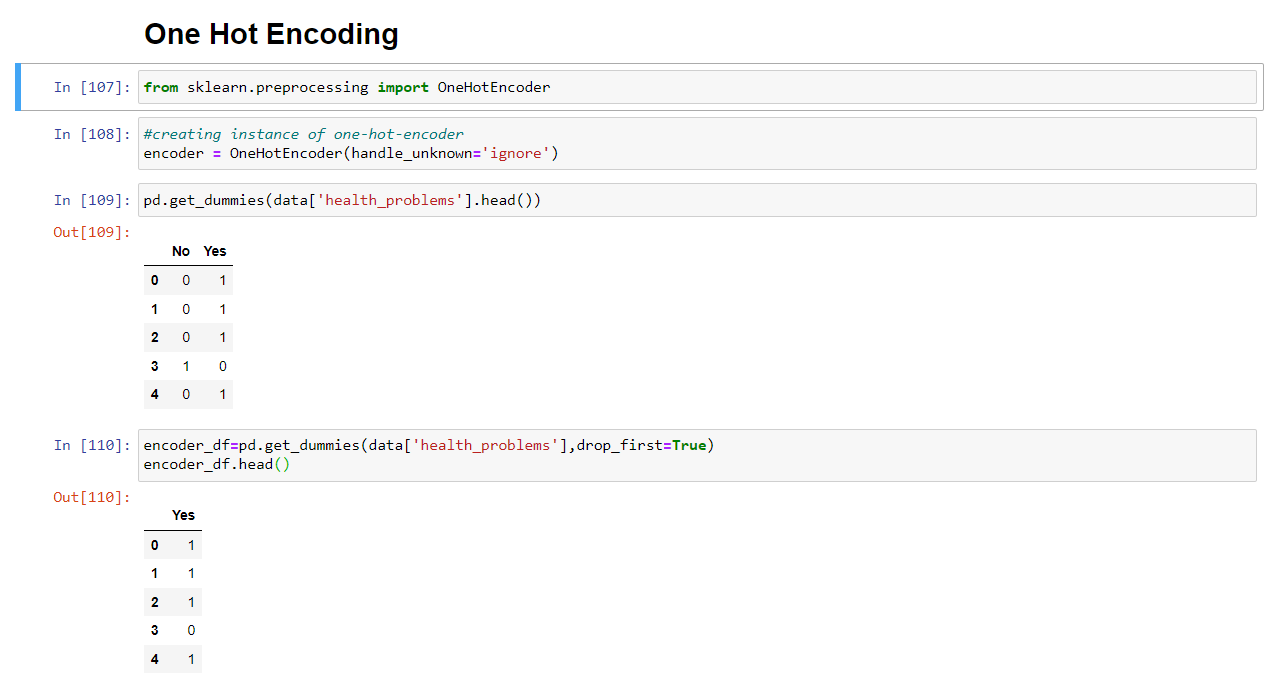 One Hot Encoding
In [107]: from sklearn.preprocessing import OneHotEncoder
In [108]: #creating instance of one-hot-encoder
encoder = OneHotEncoder(handle_unknown='ignore')
In [109]: pd.get_dummies(data['health_problems'].head())
Out[109]:
No Yes
0 0 1
1 0 1
2 0 1
3 1 0
4 0 1
In [110]: encoder_df=pd.get_dummies(data['health_problems'],drop_first=True)
encoder_df.head()
Out[110]:
Yes
0 1
1 1
2 1
3 0
4 1